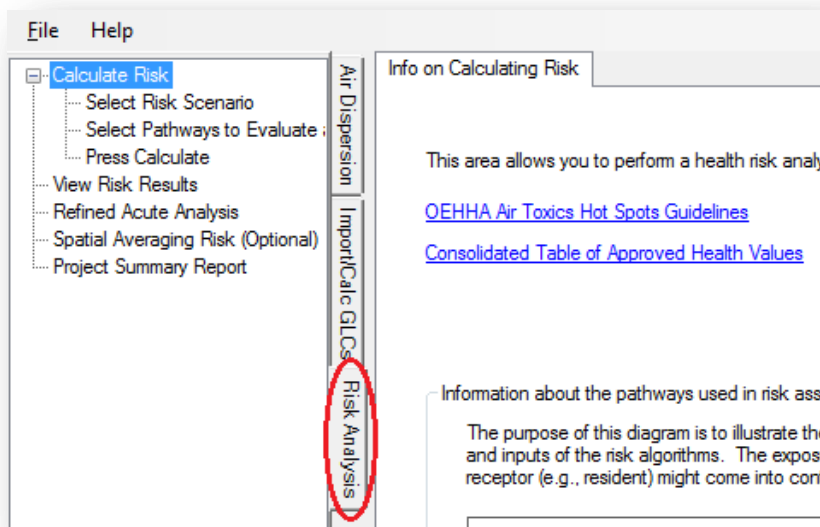 File Help
Calculate Risk
Select Risk Scenario
Select Pathways to Evaluate
Press Calculate
View Risk Results
Refined Acute Analysis
Spatial Averaging Risk (Optional)
Project Summary Report
Air Dispersion
Import/Calc GLCs
Risk Analysis
Info on Calculating Risk
This area allows you to perform a health risk analy
OEHHA Air Toxics Hot Spots Guidelines
Consolidated Table of Approved Health Values
Information about the pathways used in risk ass
The purpose of this diagram is to illustrate the
and inputs of the risk algorithms. The expos
receptor (e.g., resident) might come into con